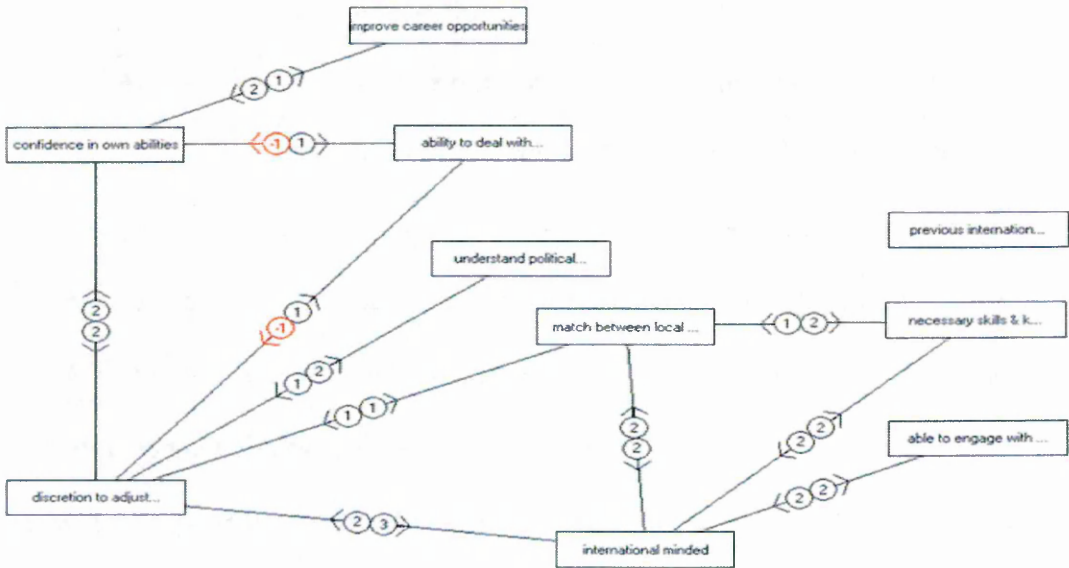 improve career opportunities
2 1
confidence in own abilities
-1 1
ability to deal with...
previous internation...
understand political...
2
2
-1 1
match between local ...
1 2
necessary skills & k...
1 2
1 1
2
2
2 2
able to engage with ...
2 2
discretion to adjust...
2 3
international minded